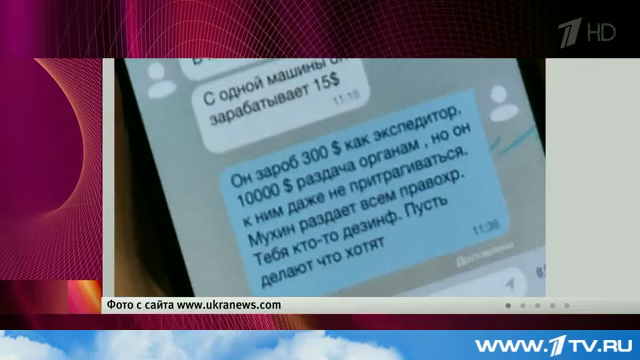 1 HD
С одной машины он
зарабатывает 15$
11:15
Он зароб 300 $ как экспедитор.
10000 $ раздача органам , но он
к ним даже не притрагиваться.
Мухин раздает всем правохр.
Тебя кто-то дезинф. Пусть
делают что хотят
11:36
Доставлено
Фото с сайта www.ukranews.com
www.1TV.RU